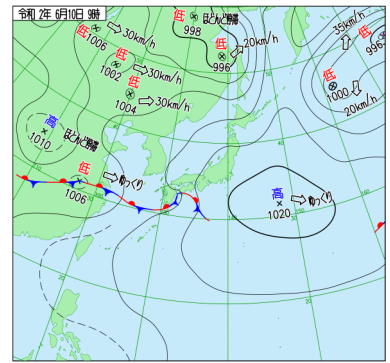 令和 2年 6月10日 9時
低
1006
30km/h
低
998
ほとんど停滞
低
996
20km/h
35km/h
低
996
低
1000
20km/h
低
1002
30km/h
低
1004
30km/h
高
1010
ほとんど停滞
低
1006
ゆっくり
高
1020
ゆっくり